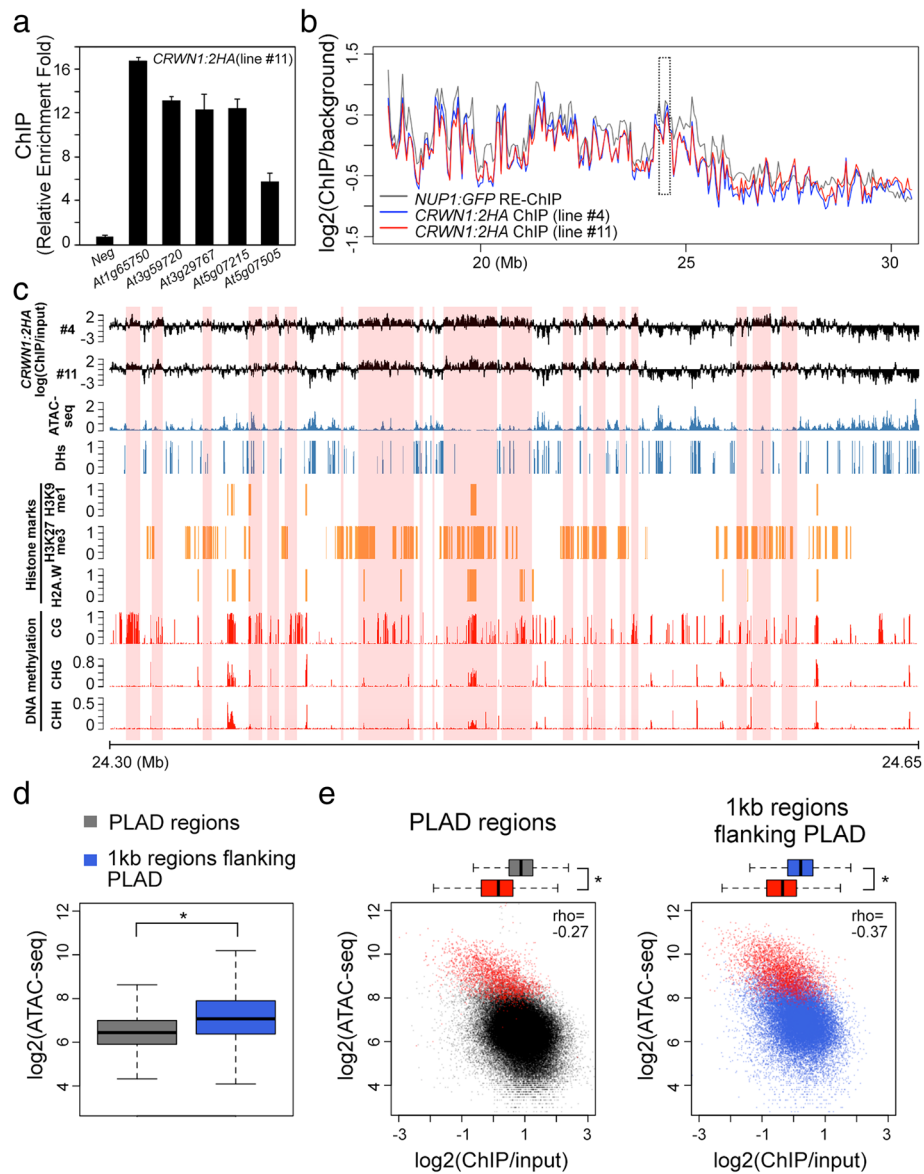 a
ChIP
(Relative Enrichment Fold)
16
12
8
4
0
CRWN1:2HA(line #11)
Neg
At1g65750
At3g59720
At3g29767
At5g07215
At5g07505
b
log2(ChIP/background)
1.5
0.5
-0.5
-1.5
NUP1:GFP RE-ChIP
CRWN1:2HA ChIP (line #4)
CRWN1:2HA ChIP (line #11)
20 (Mb) 25 30
c
CRWN1:2HA
log(ChIP/input)
#4
2
-3
#11
2
-3
ATAC-
seq
2
0
DHs
1
0
Histone marks
H3K9
me1
1
0
H3K27
me3
1
0
H2A.W
1
0
DNA methylation
CG
1
0
CHG
0.8
0
CHH
0.5
0
24.30 (Mb) 24.65
d
PLAD regions
1kb regions flanking
PLAD
log2(ATAC-seq)
12
10
8
6
4
*
e
PLAD regions
*
rho=
-0.27
log2(ATAC-seq)
12
10
8
6
4
-3 -1 1 3
log2(ChIP/input)
1kb regions
flanking PLAD
*
rho=
-0.37
log2(ATAC-seq)
12
10
8
6
4
-3 -1 1 3
log2(ChIP/input)